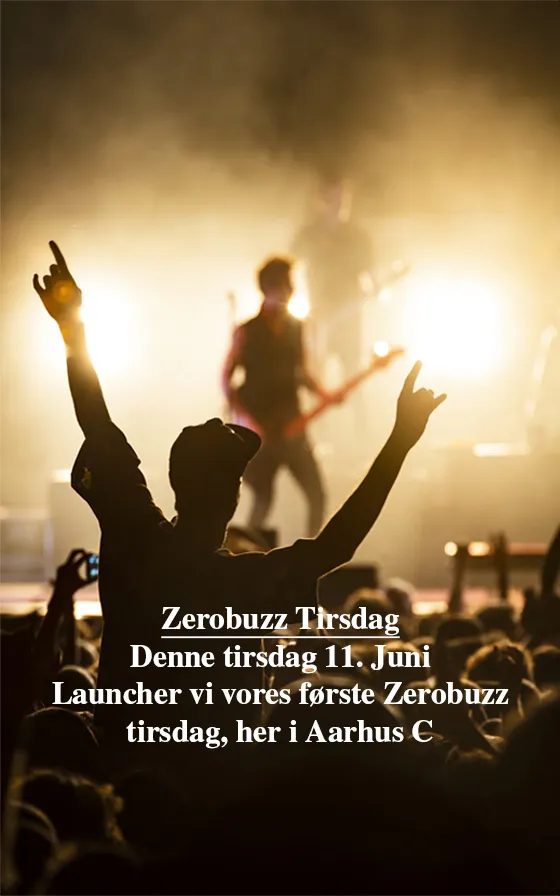 Zerobuzz Tirsdag
Denne tirsdag 11. Juni
Launcher vi vores første Zerobuzz
tirsdag, her i Aarhus C